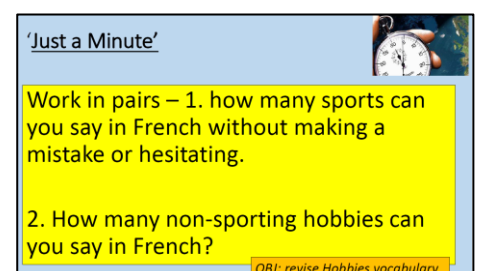 ‘Just a Minute’
Work in pairs – 1. how many sports can
you say in French without making a
mistake or hesitating.
2. How many non-sporting hobbies can
you say in French?
OBJ: revise Hobbies vocabulary